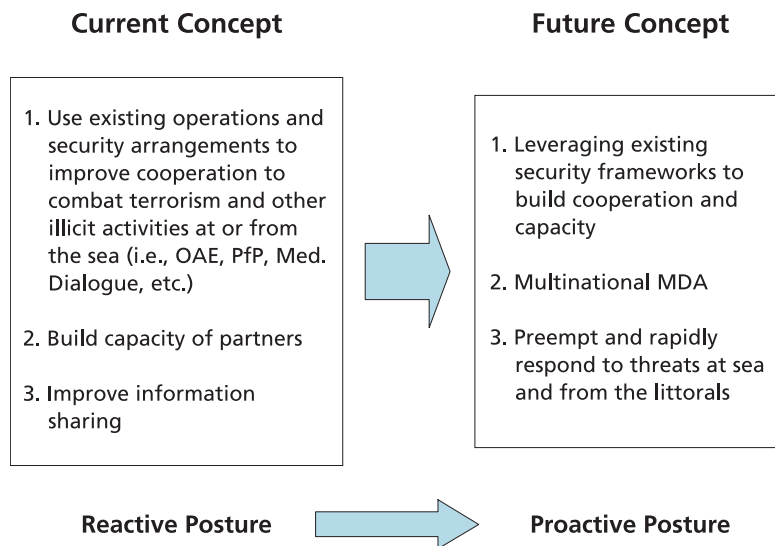 Current Concept
1. Use existing operations and
security arrangements to
improve cooperation to
combat terrorism and other
illicit activities at or from
the sea (i.e., OAE, PfP, Med.
Dialogue, etc.)
2. Build capacity of partners
3. Improve information
sharing
Future Concept
1. Leveraging existing
security frameworks to
build cooperation and
capacity
2. Multinational MDA
3. Preempt and rapidly
respond to threats at sea
and from the littorals
Reactive Posture
Proactive Posture